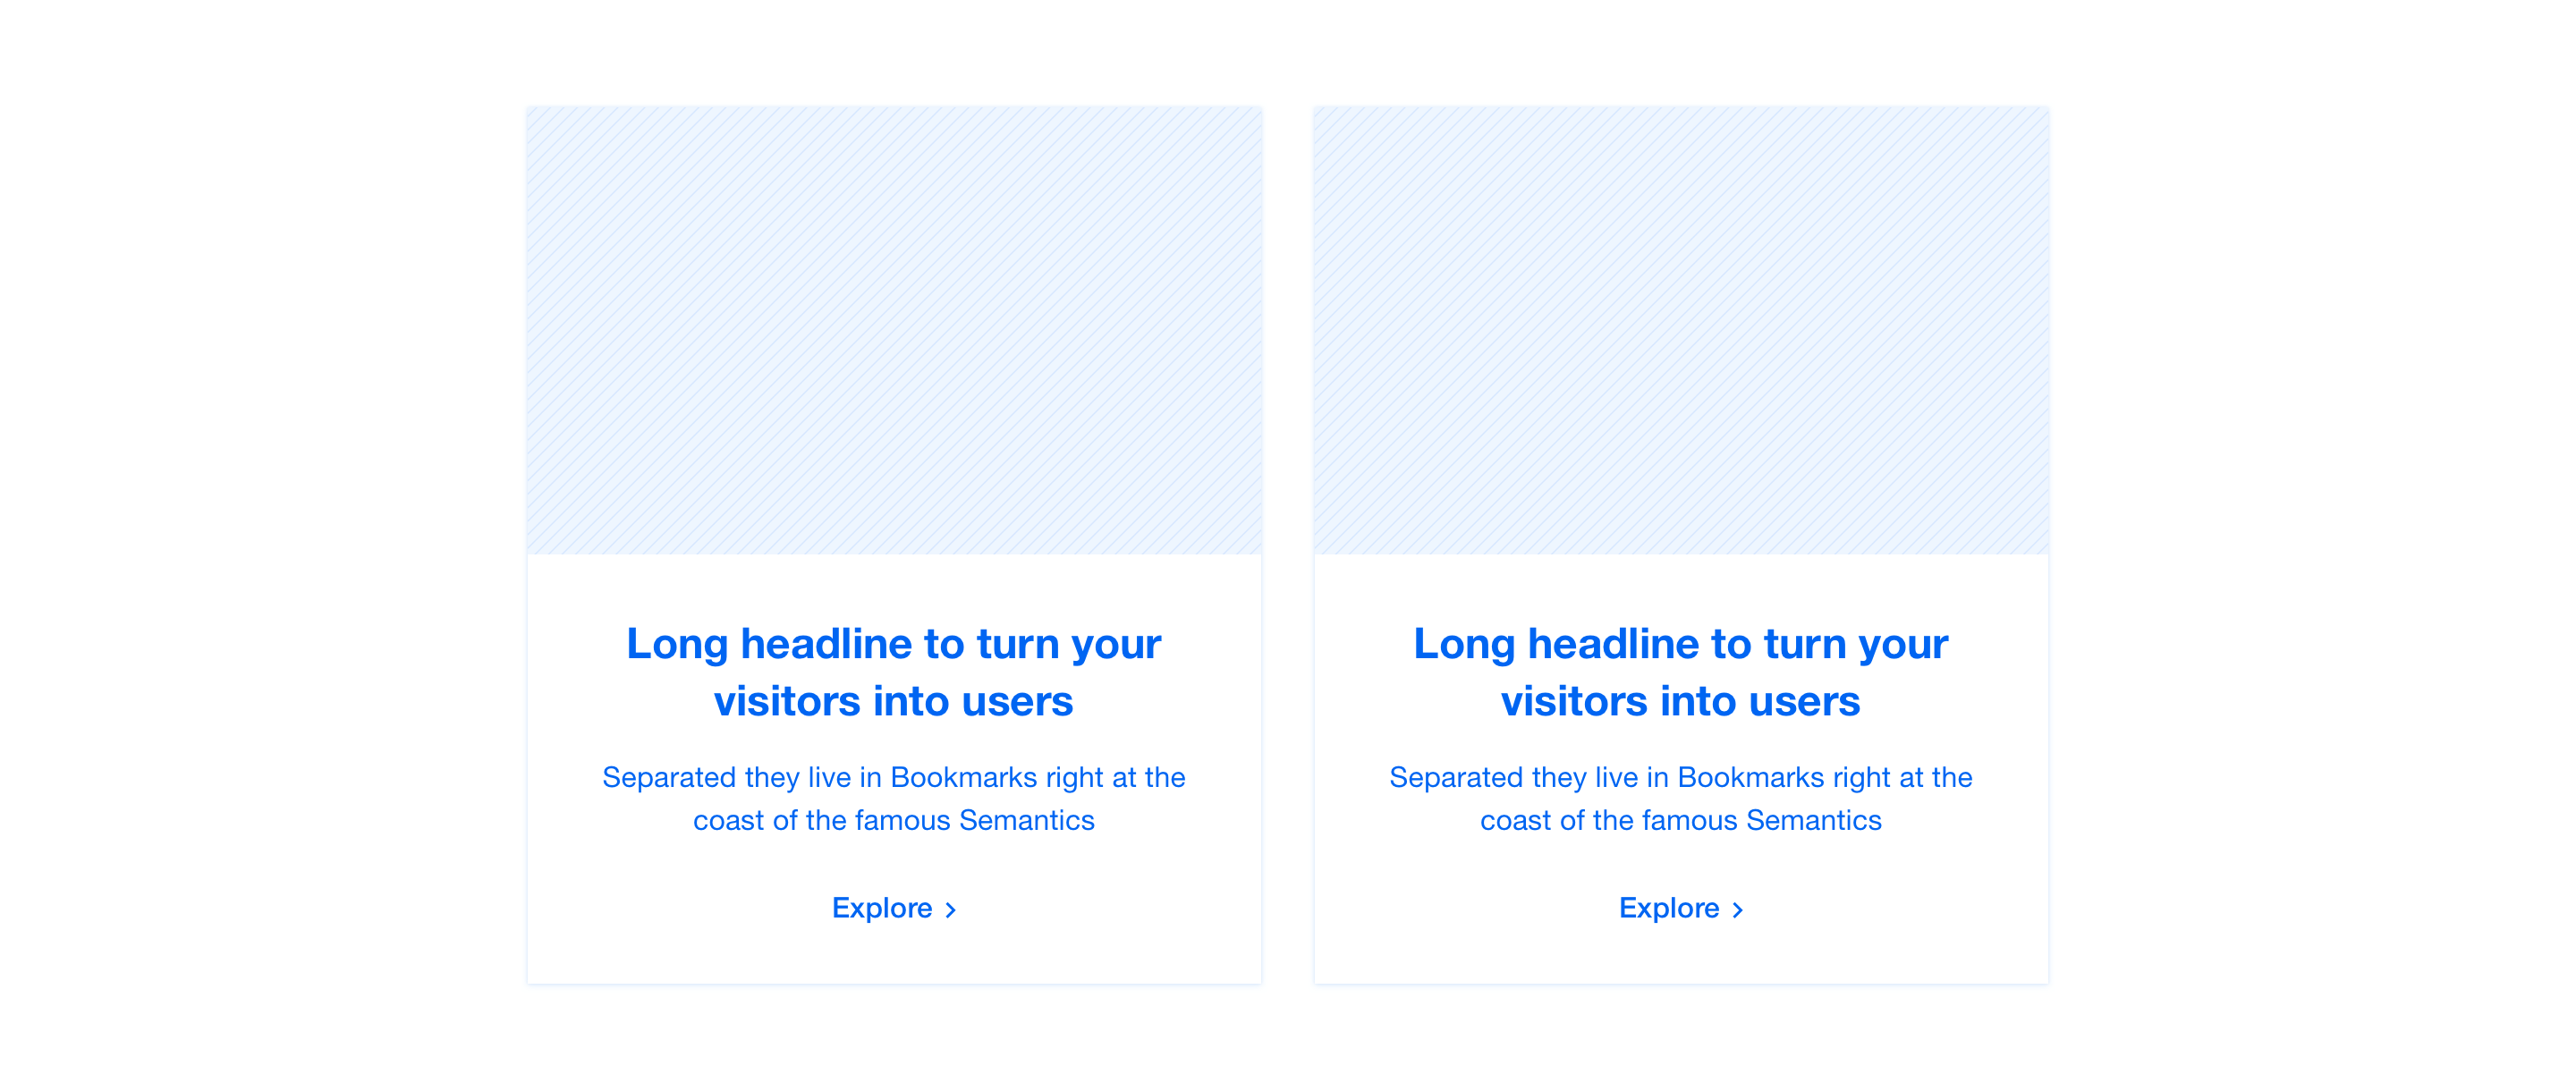 Long headline to turn your
visitors into users
Separated they live in Bookmarks right at the
coast of the famous Semantics
Explore
Long headline to turn your
visitors into users
Separated they live in Bookmarks right at the
coast of the famous Semantics
Explore